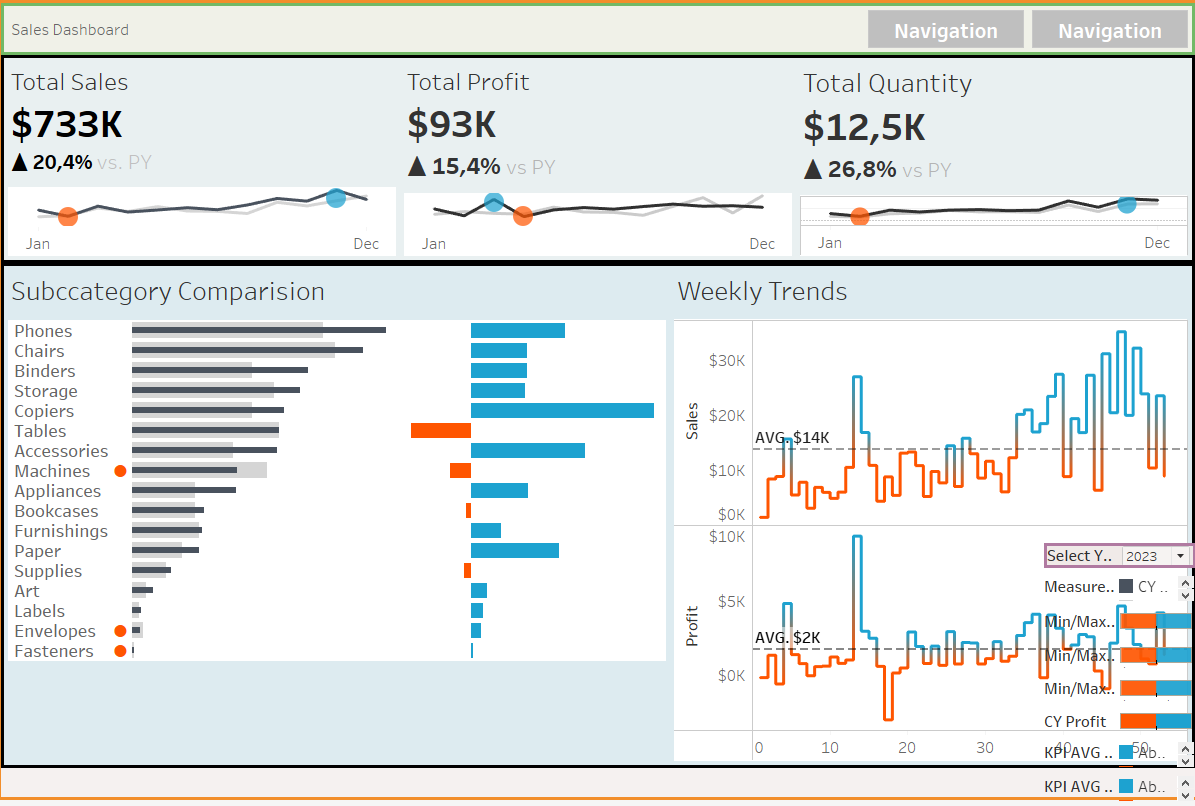 Sales Dashboard
Navigation
Navigation
Total Sales
$733K
▲ 20,4% vs. PY
Jan
Dec
Total Profit
$93K
▲ 15,4% vs PY
Jan
Dec
Total Quantity
$12,5K
▲ 26,8% vs PY
Jan
Dec
Subccategory Comparision
Phones
Chairs
Binders
Storage
Copiers
Tables
Accessories
Machines
Appliances
Bookcases
Furnishings
Paper
Supplies
Art
Labels
Envelopes
Fasteners
Weekly Trends
Sales
$30K
$20K
$10K
$0K
AVG. $14K
Profit
$10K
$5K
$0K
AVG. $2K
0
10
20
30
40
50
Select Y..
2023
Measure..
CY ..
Min/Max..
Min/Max..
Min/Max..
CY Profit
KPI AVG ..
Ab..
KPI AVG ..
Ab..